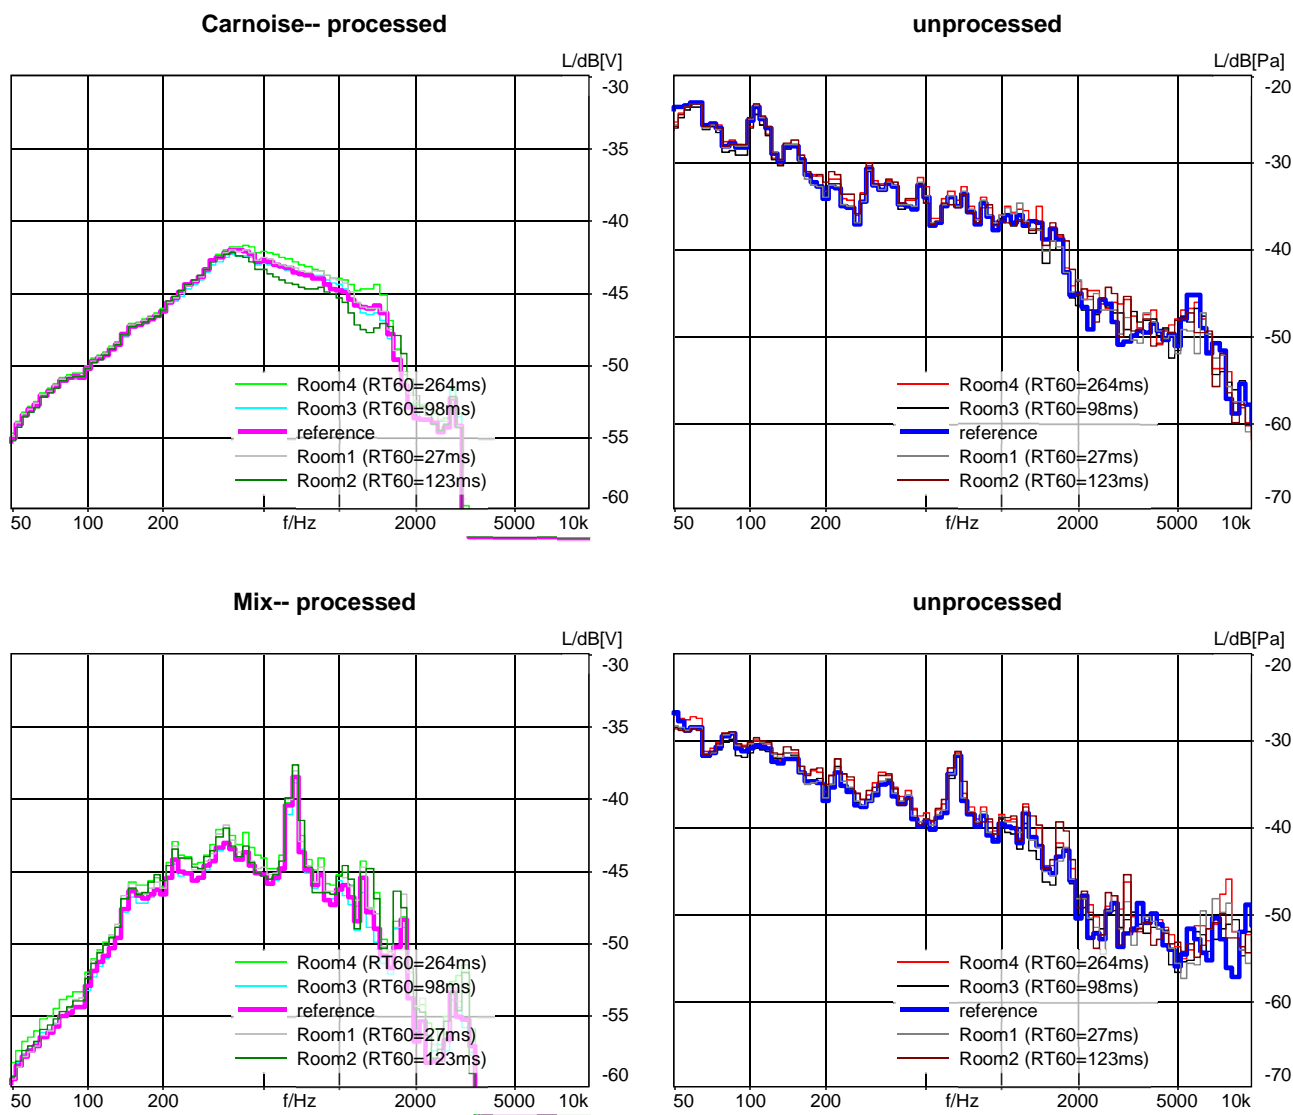 Carnoise-- processed
unprocessed
L/dB[V]
-30
-35
-40
-45
-50
-55
-60
Room4 (RT60=264ms)
Room3 (RT60=98ms)
reference
Room1 (RT60=27ms)
Room2 (RT60=123ms)
50 100 200 f/Hz 2000 5000 10k
L/dB[Pa]
-20
-30
-40
-50
-60
-70
Room4 (RT60=264ms)
Room3 (RT60=98ms)
reference
Room1 (RT60=27ms)
Room2 (RT60=123ms)
50 100 200 f/Hz 2000 5000 10k
Mix-- processed
unprocessed
L/dB[V]
-30
-35
-40
-45
-50
-55
-60
Room4 (RT60=264ms)
Room3 (RT60=98ms)
reference
Room1 (RT60=27ms)
Room2 (RT60=123ms)
50 100 200 f/Hz 2000 5000 10k
L/dB[Pa]
-20
-30
-40
-50
-60
-70
Room4 (RT60=264ms)
Room3 (RT60=98ms)
reference
Room1 (RT60=27ms)
Room2 (RT60=123ms)
50 100 200 f/Hz 2000 5000 10k